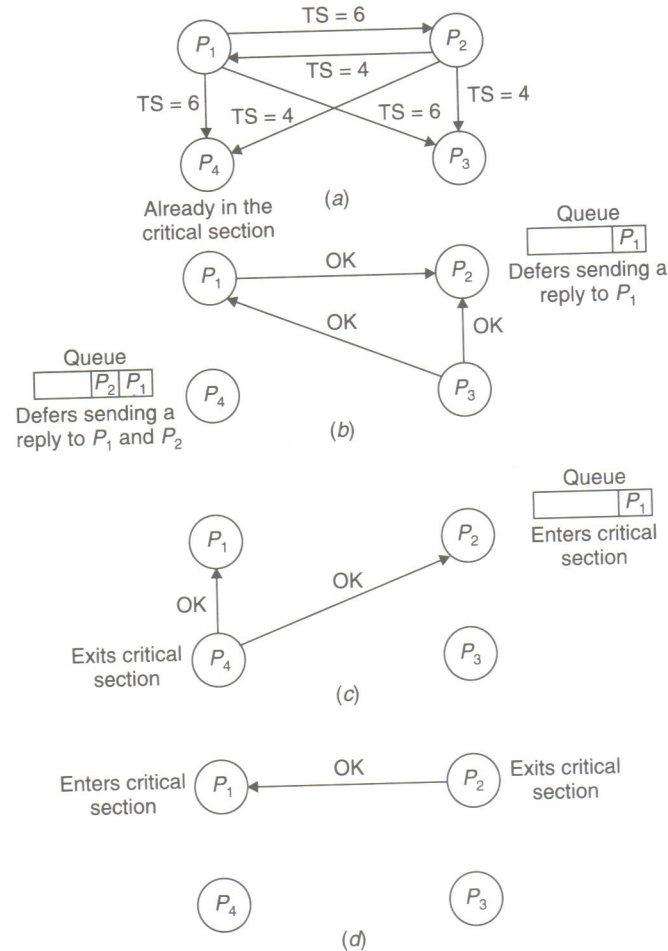 TS = 6
P1
P2
TS = 4
TS = 6
TS = 4
TS = 6
TS = 4
P4
P3
Already in the
critical section
(a)
Queue
P1
Defers sending a
reply to P1
P1
OK
P2
OK
OK
Queue
P2 P1
Defers sending a
reply to P1 and P2
P4
P3
(b)
Queue
P1
Enters critical
section
P1
P2
OK
OK
Exits critical
section
P4
P3
(c)
Enters critical
section
P1
OK
P2
Exits critical
section
P4
P3
(d)